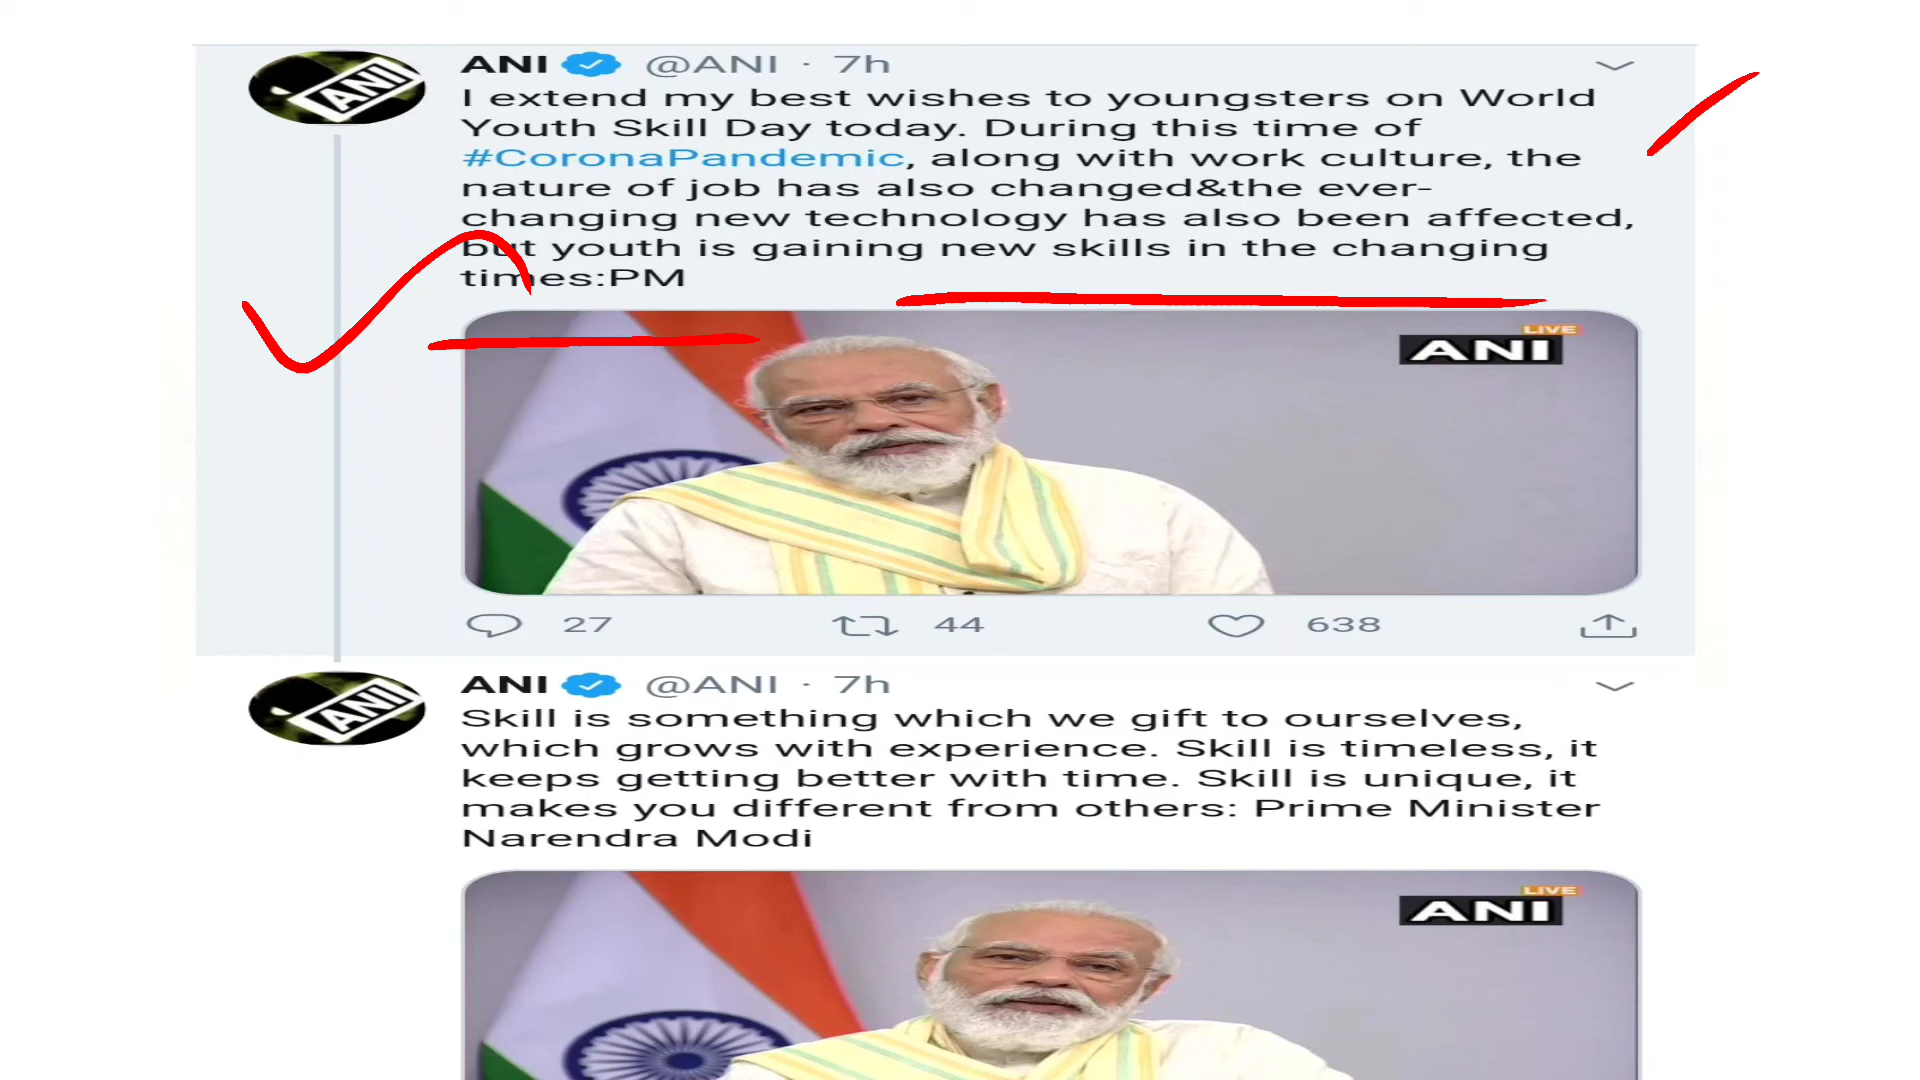 ANI @ANI · 7h
I extend my best wishes to youngsters on World
Youth Skill Day today. During this time of
#CoronaPandemic, along with work culture, the
nature of job has also changed&the ever-
changing new technology has also been affected,
but youth is gaining new skills in the changing
times:PM
ANI
LIVE
ANI
27 44 638
ANI @ANI · 7h
Skill is something which we gift to ourselves,
which grows with experience. Skill is timeless, it
keeps getting better with time. Skill is unique, it
makes you different from others: Prime Minister
Narendra Modi
ANI
LIVE
ANI